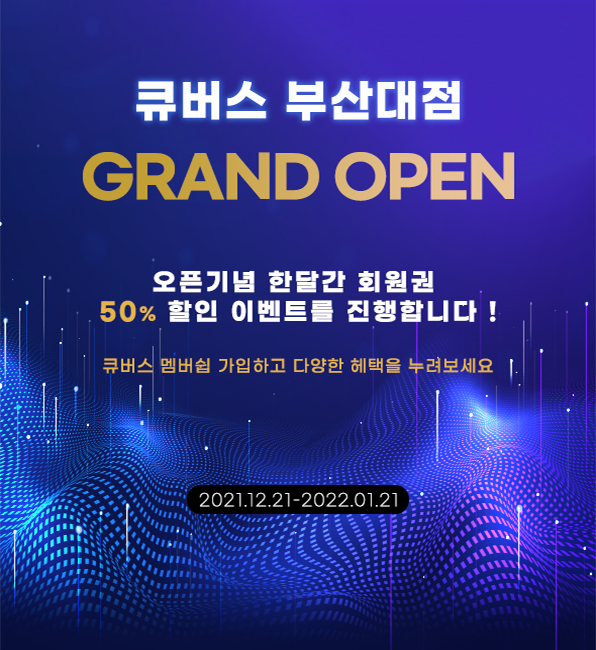 큐버스 부산대점
GRAND OPEN
오픈기념 한달간 회원권
50% 할인 이벤트를 진행합니다 !
큐버스 멤버쉽 가입하고 다양한 혜택을 누려보세요
2021.12.21-2022.01.21